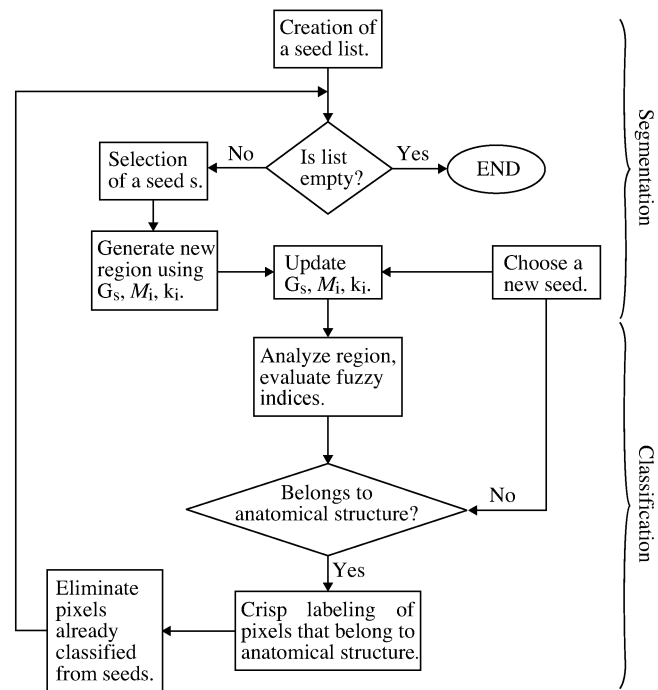 Creation of
a seed list.
Is list
empty?
No
Yes
END
Selection
of a seed s.
Generate new
region using
Gs, Mi, ki.
Update
Gs, Mi, ki.
Choose a
new seed.
Analyze region,
evaluate fuzzy
indices.
Belongs to
anatomical structure?
No
Yes
Crisp labeling of
pixels that belong to
anatomical structure.
Eliminate
pixels
already
classified
from seeds.
Segmentation
Classification